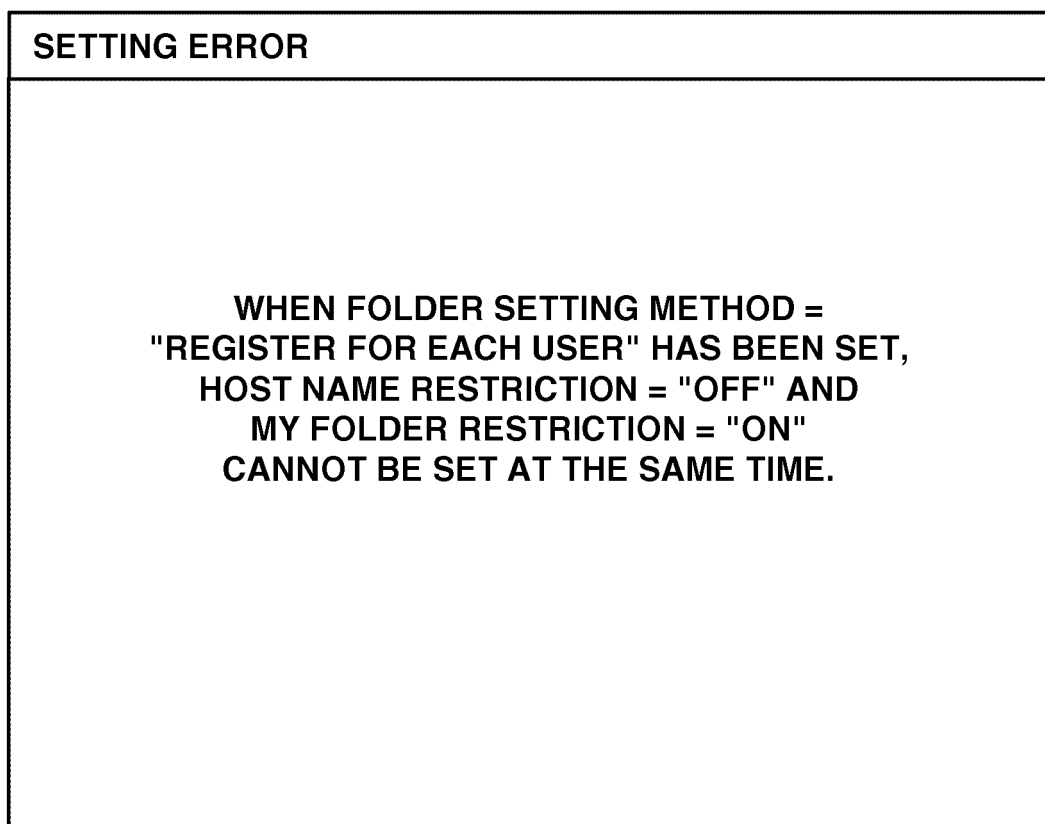 SETTING ERROR
WHEN FOLDER SETTING METHOD =
"REGISTER FOR EACH USER" HAS BEEN SET,
HOST NAME RESTRICTION = "OFF" AND
MY FOLDER RESTRICTION = "ON"
CANNOT BE SET AT THE SAME TIME.